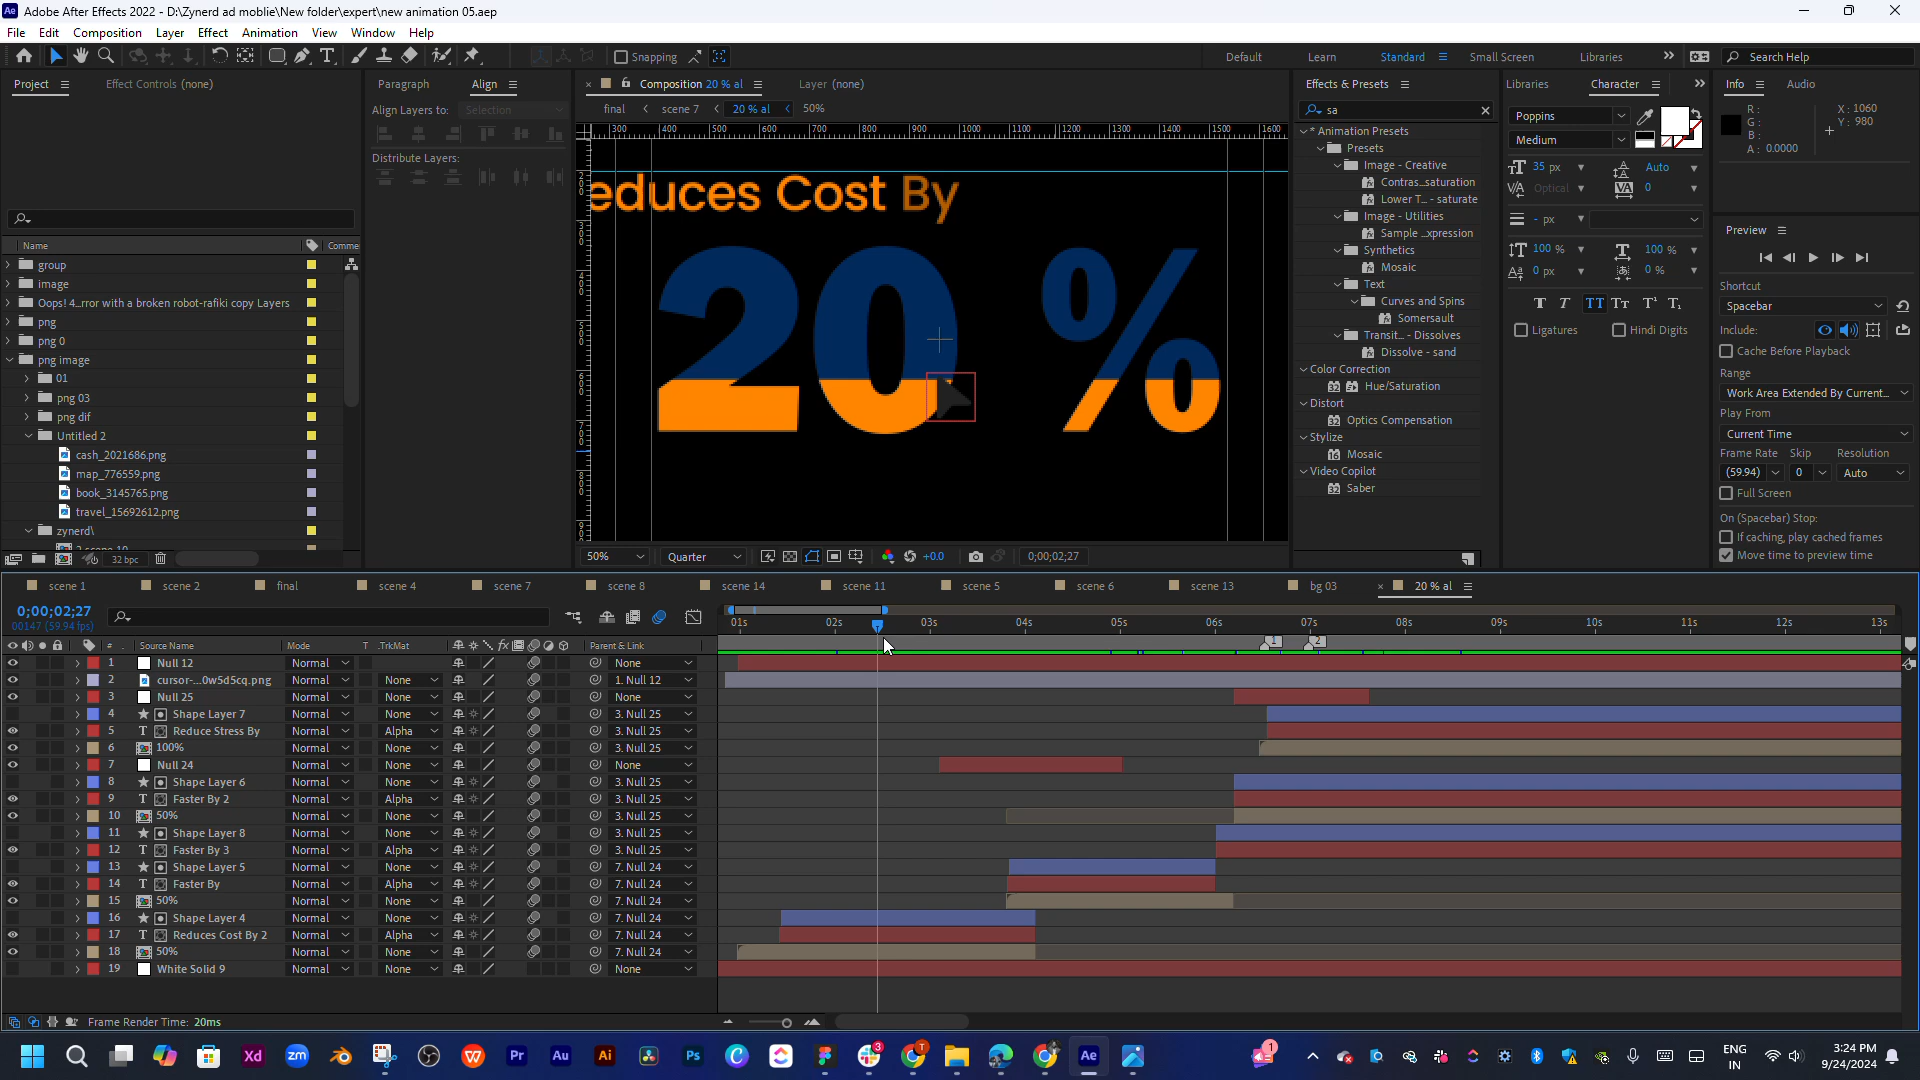 Adobe After Effects 2022 - D:\Zynerd ad moblie\New folder\expert\new animation 05.aep
File Edit Composition Layer Effect Animation View Window Help
Snapping
Default Learn Standard Small Screen Libraries Search Help
Project Effect Controls (none)
Paragraph Align
Align Layers to: Selection
Distribute Layers:
Composition 20 % al Layer (none)
final scene 7 20 % al 50%
300 400 500 600 700 800 900 1000 1100 1200 1300 1400 1500 1600
educes Cost By
20 %
50% Quarter +0.0 0;00;02;27
Name Comme
group
image
Oops! 4...rror with a broken robot-rafiki copy Layers
png
png 0
png image
01
png 03
png dif
Untitled 2
cash_2021686.png
map_776559.png
book_3145765.png
travel_15692612.png
zynerd\
32 bpc
Effects & Presets
sa
* Animation Presets
Presets
Image - Creative
Contras...saturation
Lower T... - saturate
Image - Utilities
Sample ...xpression
Synthetics
Mosaic
Text
Curves and Spins
Somersault
Transit... - Dissolves
Dissolve - sand
Color Correction
Hue/Saturation
Distort
Optics Compensation
Stylize
Mosaic
Video Copilot
Saber
Libraries Character
Poppins
Medium
35 px Auto
Optical 0
- px
100 % 100 %
0 px 0 %
Ligatures Hindi Digits
Info Audio
R :
G :
B :
A : 0.0000
X : 1060
Y : 980
Preview
Shortcut
Spacebar
Include:
Cache Before Playback
Range
Work Area Extended By Current...
Play From
Current Time
Frame Rate Skip Resolution
(59.94) 0 Auto
Full Screen
On (Spacebar) Stop:
If caching, play cached frames
Move time to preview time
scene 1 scene 2 final scene 4 scene 7 scene 8 scene 14 scene 11 scene 5 scene 6 scene 13 bg 03 20 % al
0;00;02;27
00147 (59.94 fps)
01s 02s 03s 04s 05s 06s 07s 08s 09s 10s 11s 12s 13s
1 2
# Source Name Mode T .TrkMat Parent & Link
1 Null 12 Normal None
2 cursor-...0w5d5cq.png Normal None 1. Null 12
3 Null 25 Normal None None
4 Shape Layer 7 Normal None 3. Null 25
5 Reduce Stress By Normal Alpha 3. Null 25
6 100% Normal None 3. Null 25
7 Null 24 Normal None None
8 Shape Layer 6 Normal None 3. Null 25
9 Faster By 2 Normal Alpha 3. Null 25
10 50% Normal None 3. Null 25
11 Shape Layer 8 Normal None 3. Null 25
12 Faster By 3 Normal Alpha 3. Null 25
13 Shape Layer 5 Normal None 7. Null 24
14 Faster By Normal Alpha 7. Null 24
15 50% Normal None 7. Null 24
16 Shape Layer 4 Normal None 7. Null 24
17 Reduces Cost By 2 Normal Alpha 7. Null 24
18 50% Normal None 7. Null 24
19 White Solid 9 Normal None None
Frame Render Time: 20ms
ENG
IN
3:24 PM
9/24/2024